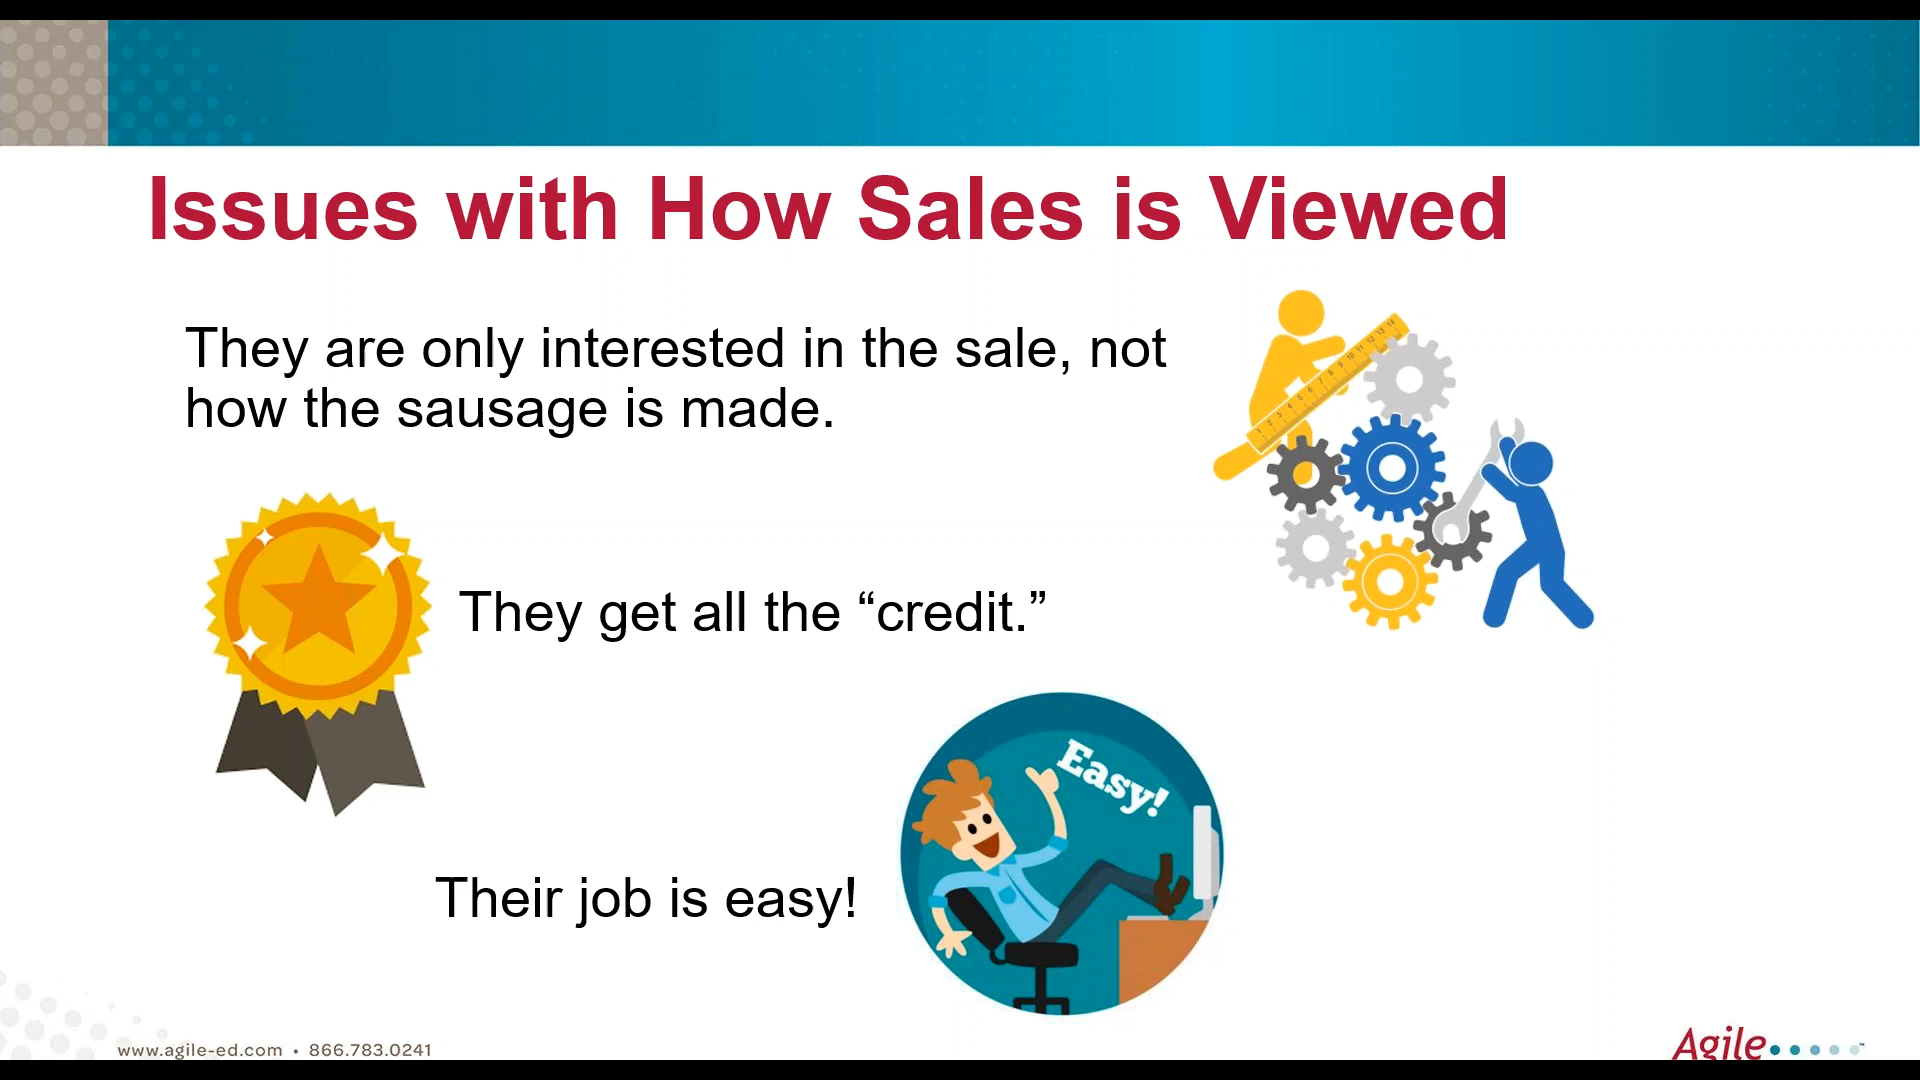 Issues with How Sales is Viewed
They are only interested in the sale, not
how the sausage is made.
They get all the “credit.”
Easy!
Their job is easy!
www.agile-ed.com • 866.783.0241
Agile